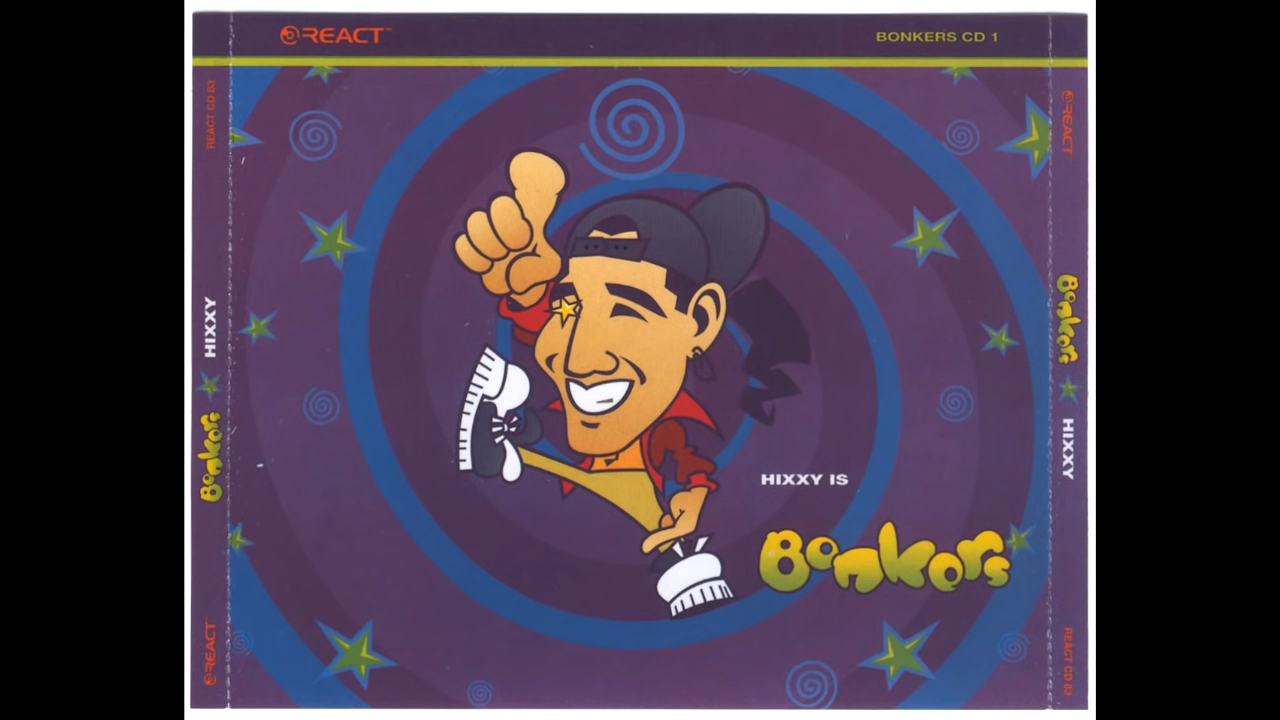 REACT
BONKERS CD 1
REACT CD 83
HIXXY
Bonkers
REACT
HIXXY IS
Bonkers
REACT
Bonkers
HIXXY
REACT CD 83